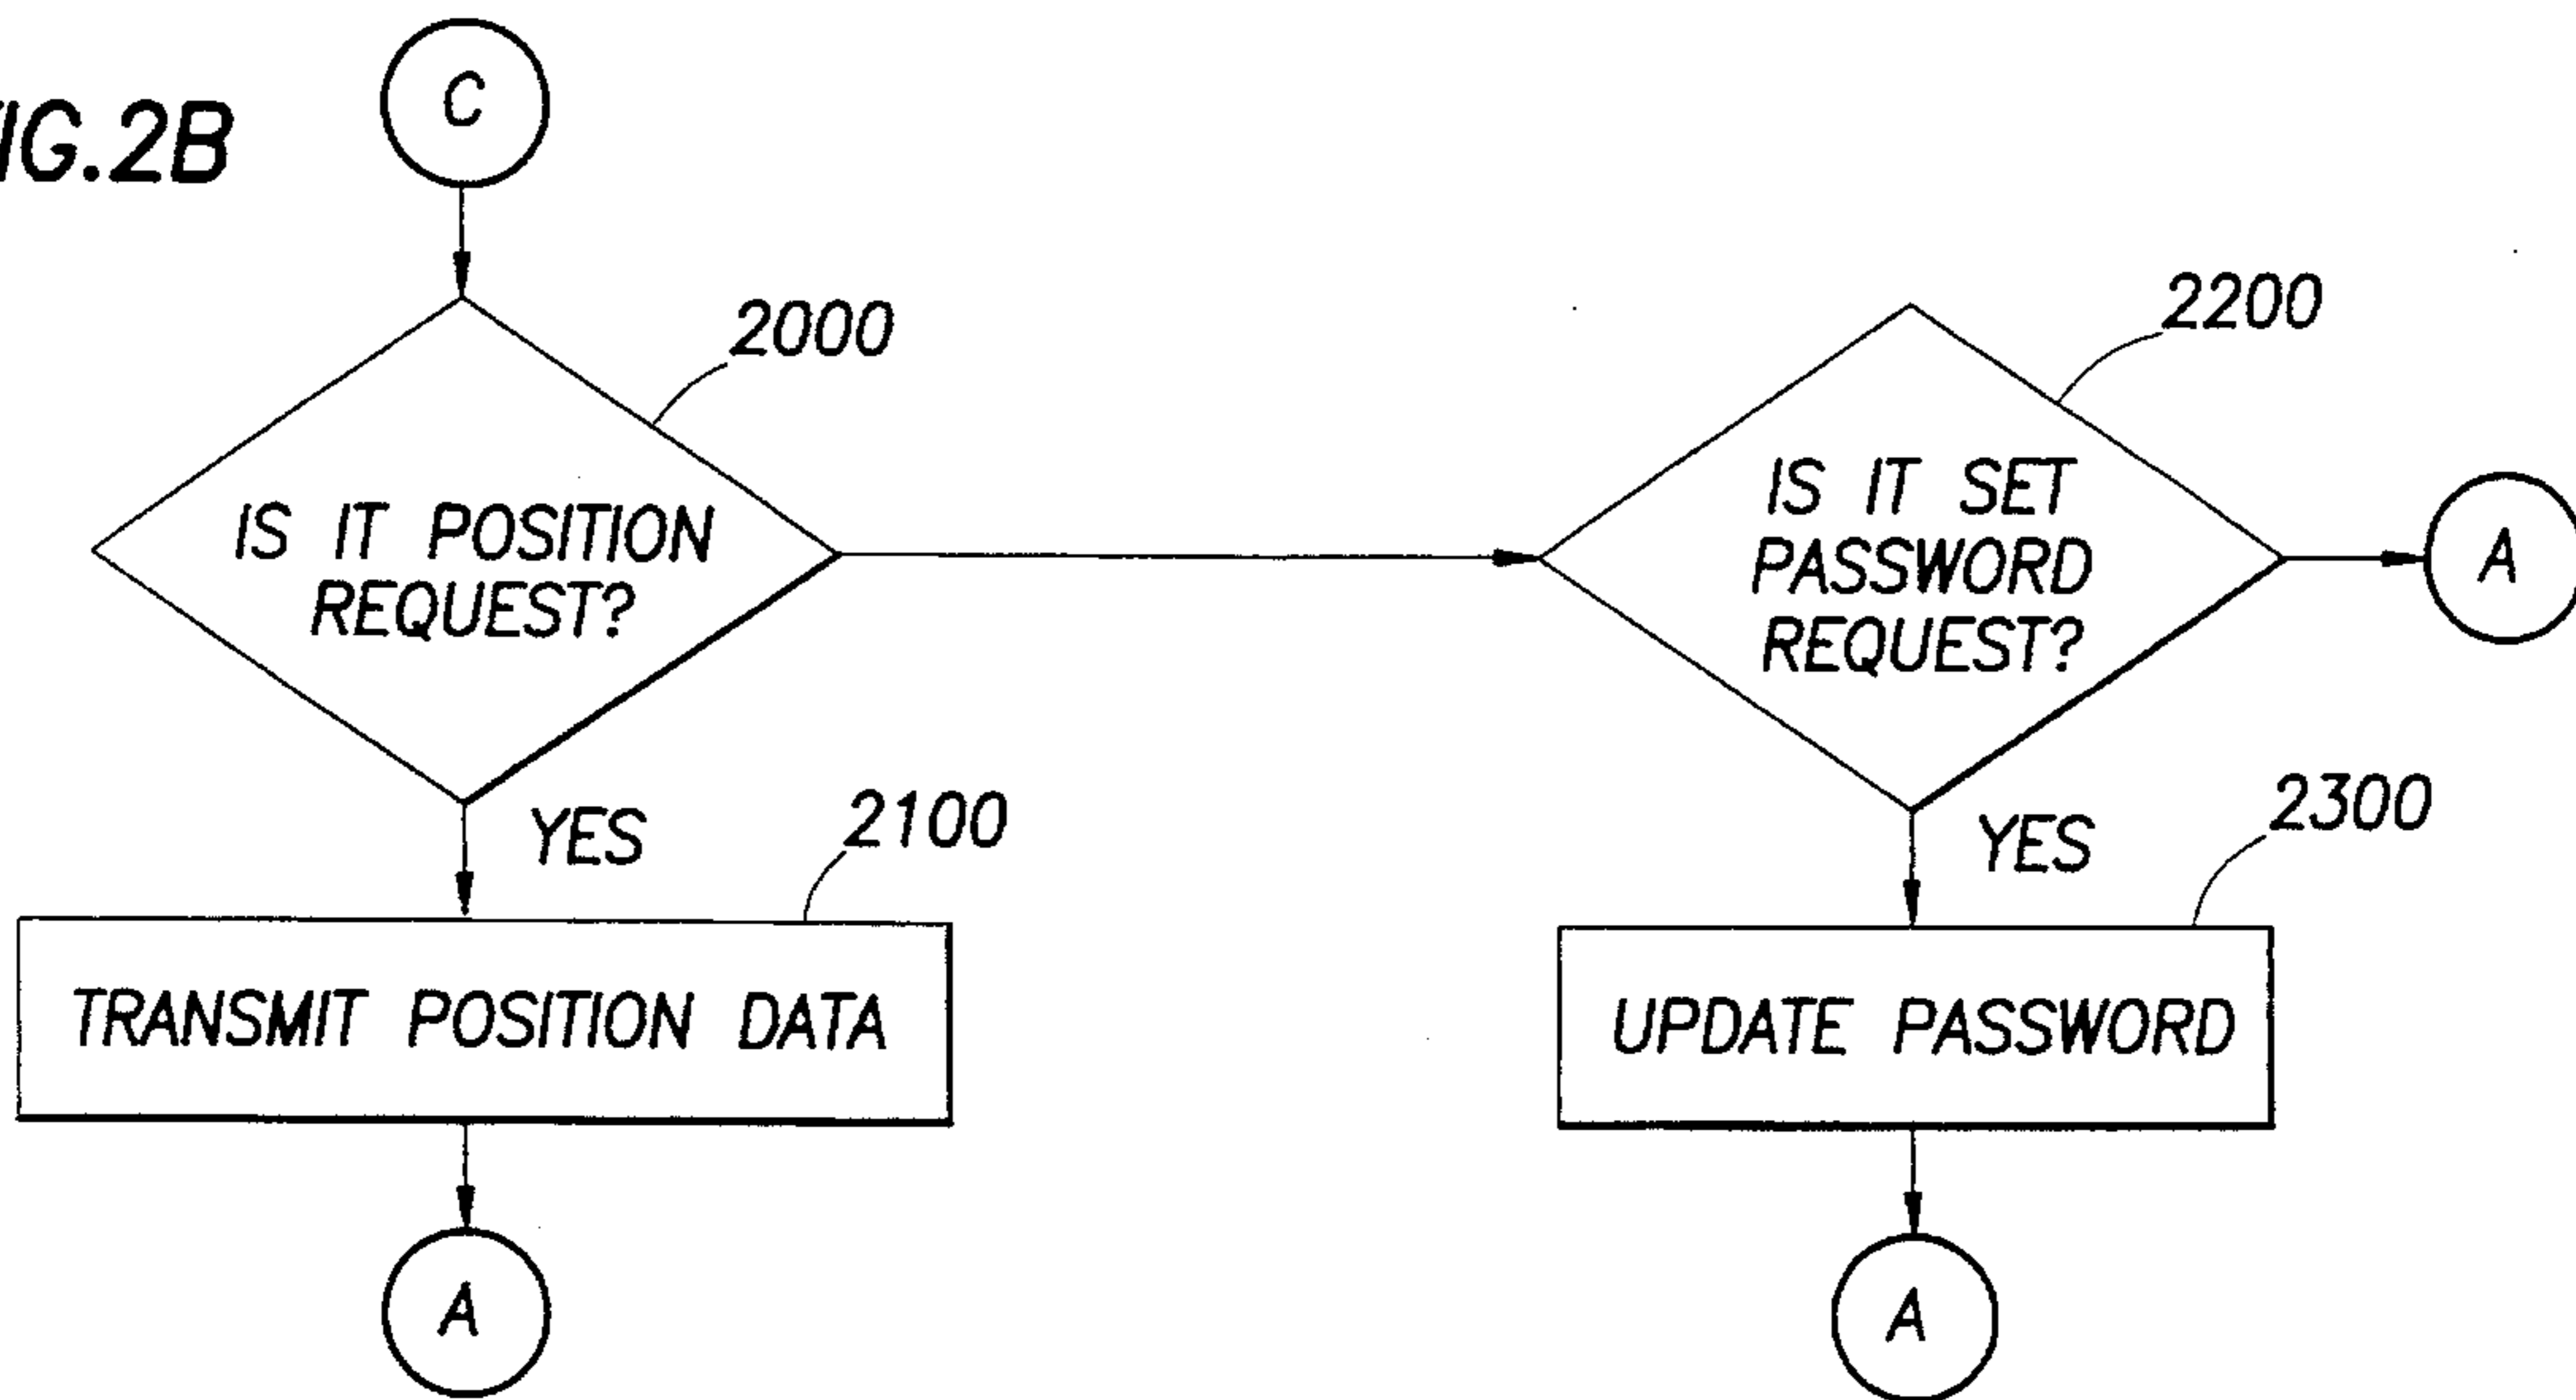 FIG.2B
C
2000
IS IT POSITION
REQUEST?
YES
2100
TRANSMIT POSITION DATA
A
2200
IS IT SET
PASSWORD
REQUEST?
A
YES
2300
UPDATE PASSWORD
A